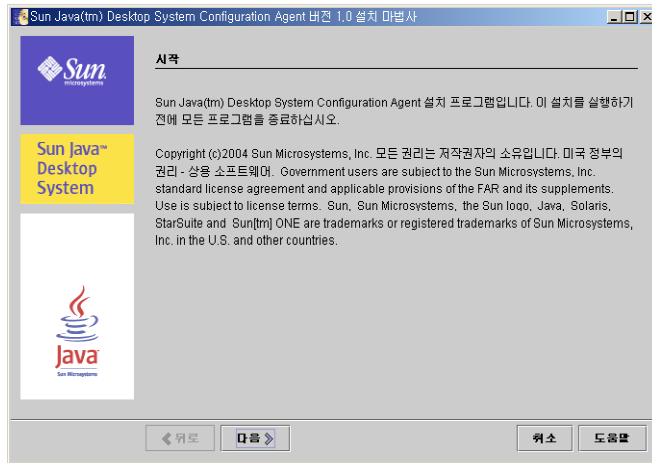 Sun Java(tm) Desktop System Configuration Agent 버전 1.0 설치 마법사
Sun
microsystems
시작
Sun Java(tm) Desktop System Configuration Agent 설치 프로그램입니다. 이 설치를 실행하기
전에 모든 프로그램을 종료하십시오.
Sun Java™
Desktop
System
Copyright (c)2004 Sun Microsystems, Inc. 모든 권리는 저작권자의 소유입니다. 미국 정부의
권리 - 상용 소프트웨어. Government users are subject to the Sun Microsystems, Inc.
standard license agreement and applicable provisions of the FAR and its supplements.
Use is subject to license terms. Sun, Sun Microsystems, the Sun logo, Java, Solaris,
StarSuite and Sun[tm] ONE are trademarks or registered trademarks of Sun Microsystems,
Inc. in the U.S. and other countries.
Java
Sun Microsystems
뒤로
다음
취소
도움말